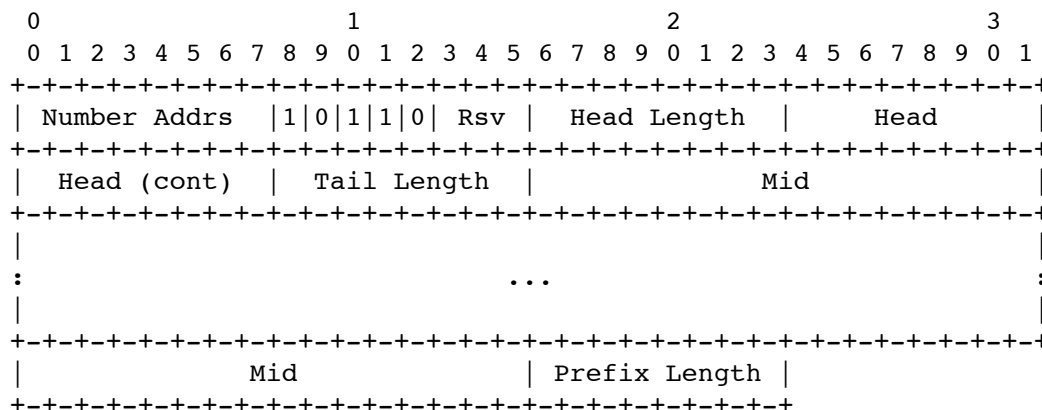 0                   1                   2                   3
 0 1 2 3 4 5 6 7 8 9 0 1 2 3 4 5 6 7 8 9 0 1 2 3 4 5 6 7 8 9 0 1
+-+-+-+-+-+-+-+-+-+-+-+-+-+-+-+-+-+-+-+-+-+-+-+-+-+-+-+-+-+-+-+-+
| Number Addrs  |1|0|1|1|0| Rsv |  Head Length  |     Head      |
+-+-+-+-+-+-+-+-+-+-+-+-+-+-+-+-+-+-+-+-+-+-+-+-+-+-+-+-+-+-+-+-+
|  Head (cont)  |  Tail Length  |              Mid              |
+-+-+-+-+-+-+-+-+-+-+-+-+-+-+-+-+-+-+-+-+-+-+-+-+-+-+-+-+-+-+-+-+
|                                                               |
:                              ...                              :
|                                                               |
+-+-+-+-+-+-+-+-+-+-+-+-+-+-+-+-+-+-+-+-+-+-+-+-+-+-+-+-+-+-+-+-+
|              Mid              | Prefix Length |
+-+-+-+-+-+-+-+-+-+-+-+-+-+-+-+-+-+-+-+-+-+-+-+-+